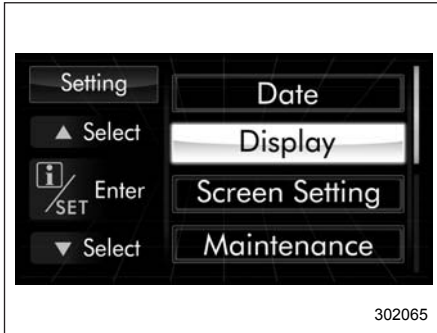 Setting
▲ Select
i/SET Enter
▼ Select
Date
Display
Screen Setting
Maintenance
302065